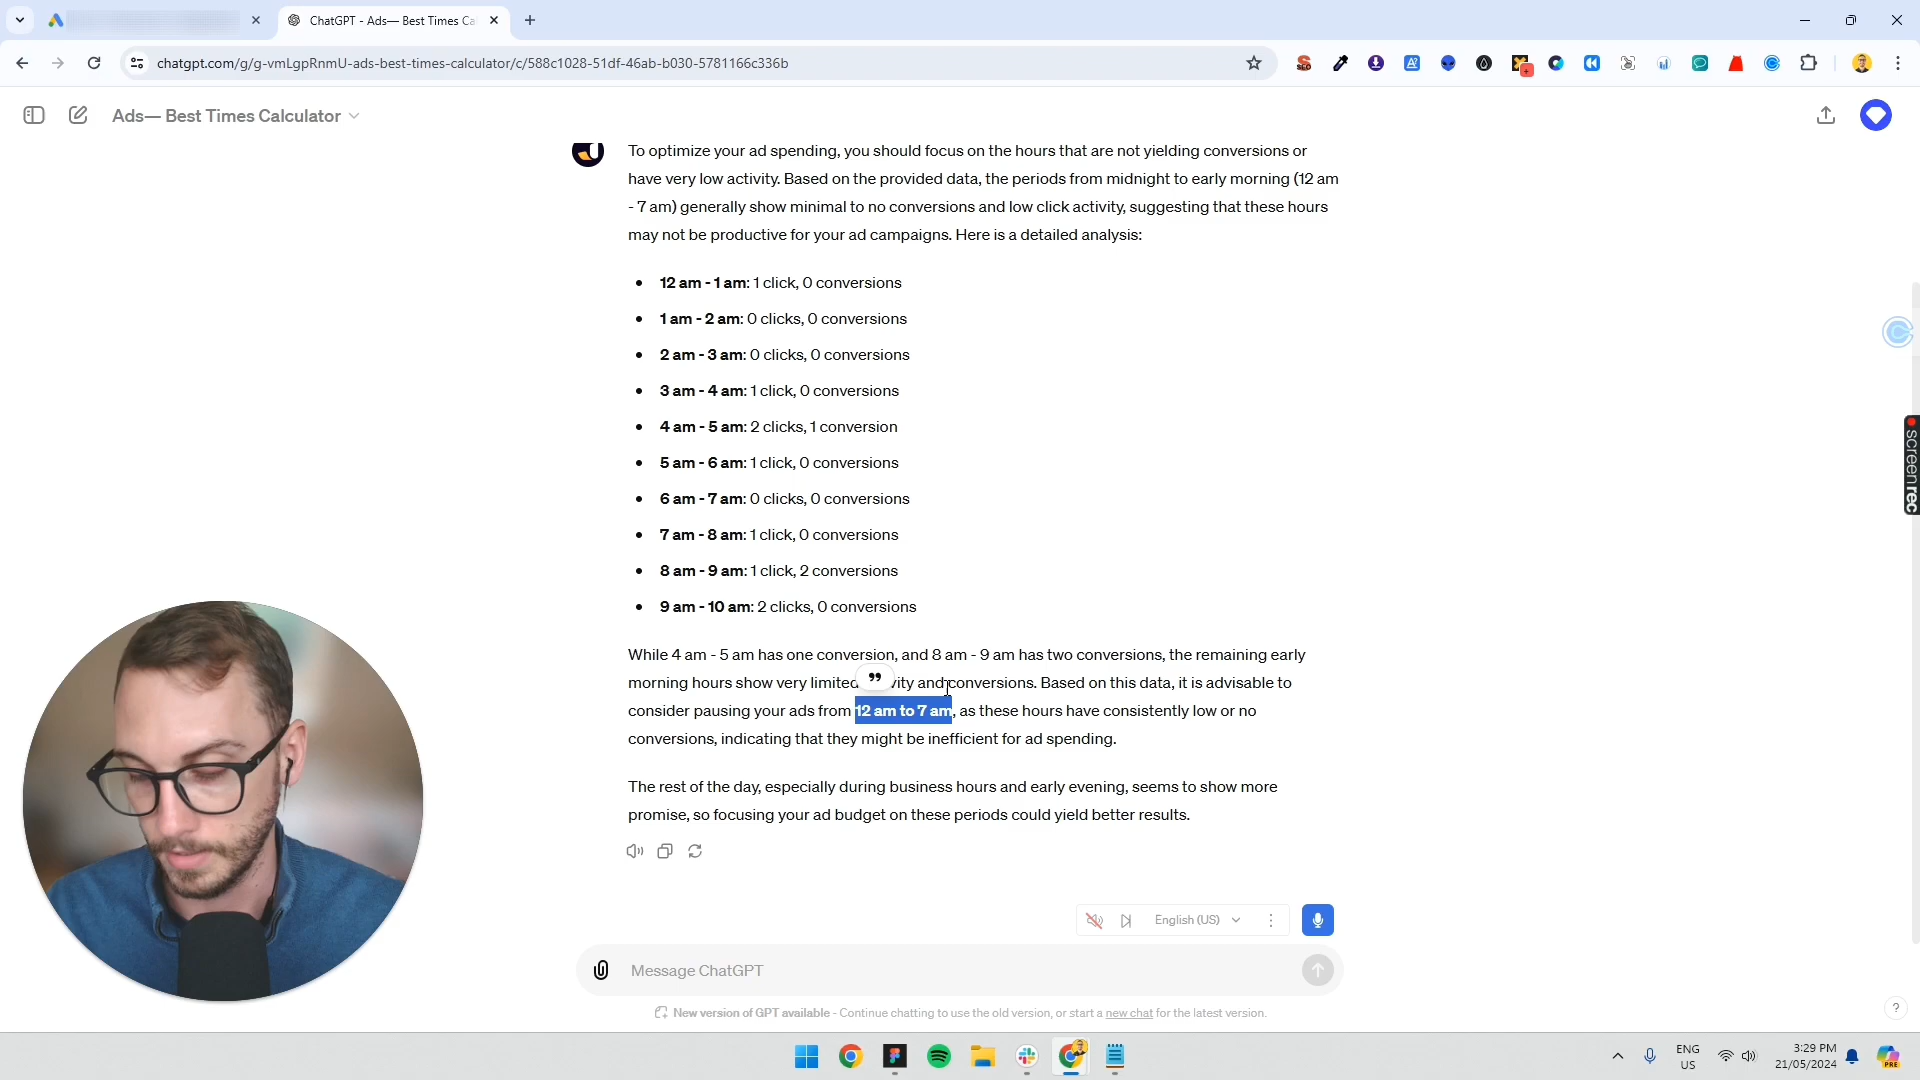 ChatGPT - Ads— Best Times Ca
chatgpt.com/g/g-vmLgpRnmU-ads-best-times-calculator/c/588c1028-51df-46ab-b030-5781166c336b
SEO
Ads— Best Times Calculator
To optimize your ad spending, you should focus on the hours that are not yielding conversions or
have very low activity. Based on the provided data, the periods from midnight to early morning (12 am
- 7 am) generally show minimal to no conversions and low click activity, suggesting that these hours
may not be productive for your ad campaigns. Here is a detailed analysis:
12 am - 1 am: 1 click, 0 conversions
1 am - 2 am: 0 clicks, 0 conversions
2 am - 3 am: 0 clicks, 0 conversions
3 am - 4 am: 1 click, 0 conversions
4 am - 5 am: 2 clicks, 1 conversion
5 am - 6 am: 1 click, 0 conversions
6 am - 7 am: 0 clicks, 0 conversions
7 am - 8 am: 1 click, 0 conversions
8 am - 9 am: 1 click, 2 conversions
9 am - 10 am: 2 clicks, 0 conversions
While 4 am - 5 am has one conversion, and 8 am - 9 am has two conversions, the remaining early
morning hours show very limited vity and conversions. Based on this data, it is advisable to
consider pausing your ads from 12 am to 7 am, as these hours have consistently low or no
conversions, indicating that they might be inefficient for ad spending.
The rest of the day, especially during business hours and early evening, seems to show more
promise, so focusing your ad budget on these periods could yield better results.
English (US)
Message ChatGPT
New version of GPT available - Continue chatting to use the old version, or start a new chat for the latest version.
?
screenrec
ENG
US
3:29 PM
21/05/2024
PRE